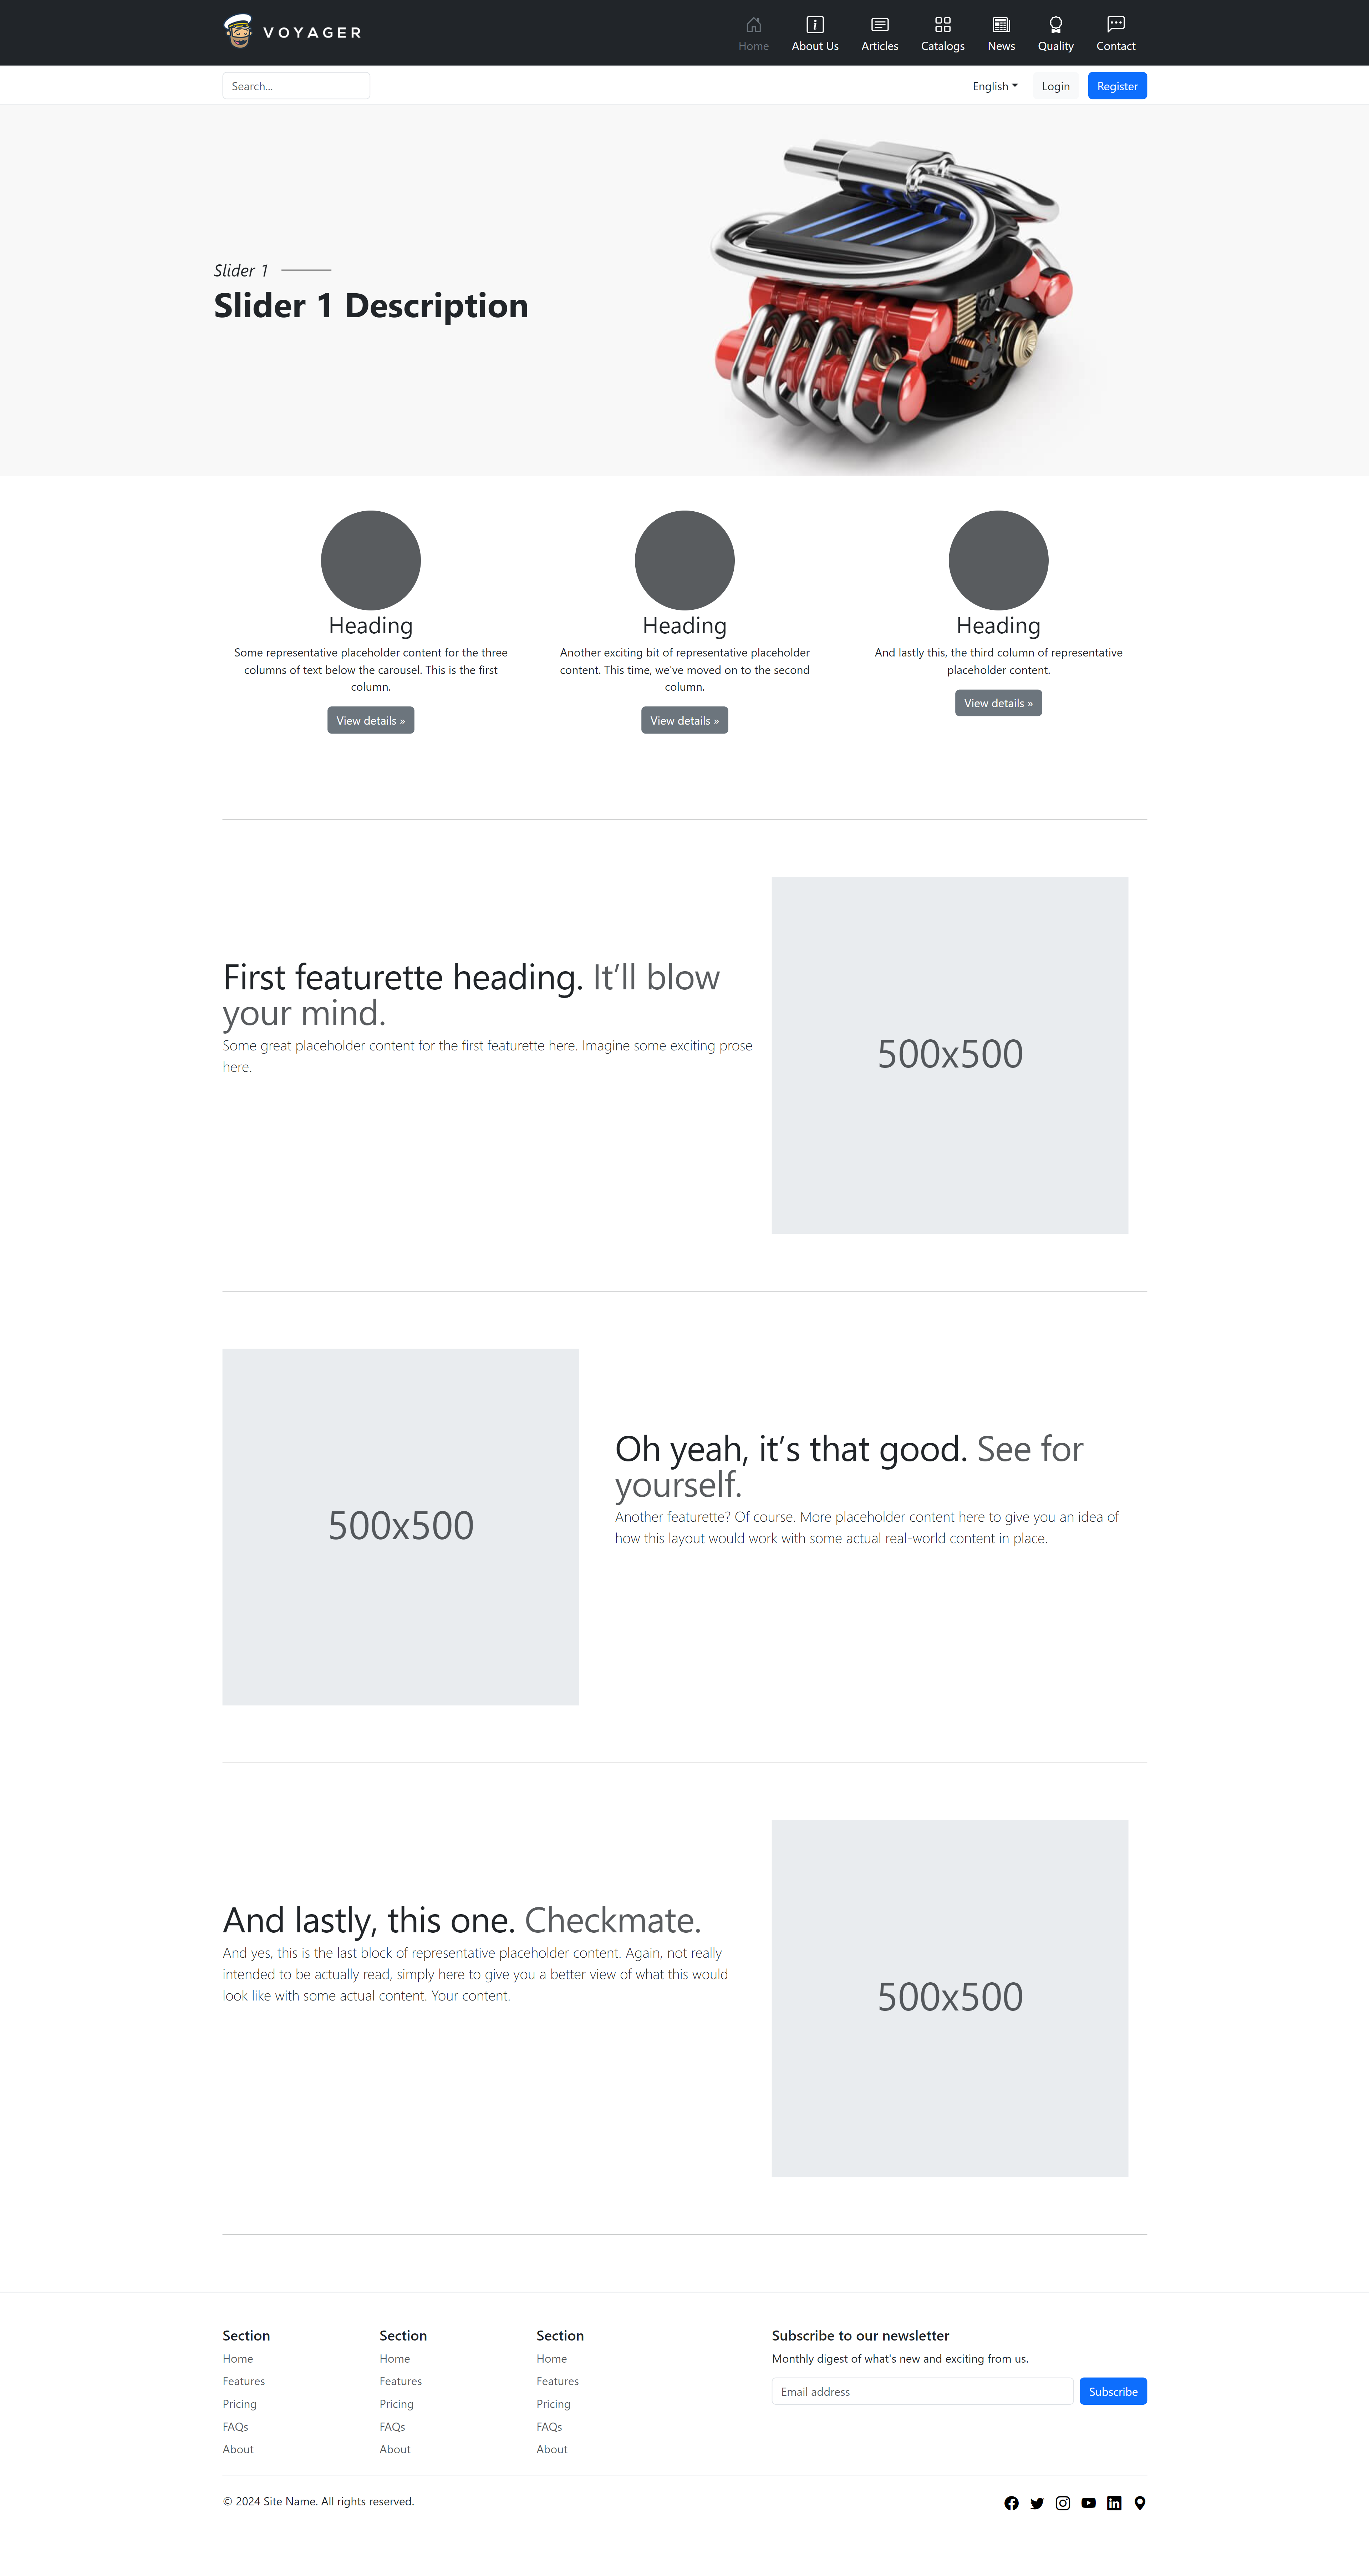 VOYAGER
Home About Us Articles Catalogs News Quality Contact
Search... English Login Register
Slider 1
Slider 1 Description
Heading
Some representative placeholder content for the three
columns of text below the carousel. This is the first
column.
View details »
Heading
Another exciting bit of representative placeholder
content. This time, we've moved on to the second
column.
View details »
Heading
And lastly this, the third column of representative
placeholder content.
View details »
First featurette heading. It’ll blow
your mind.
Some great placeholder content for the first featurette here. Imagine some exciting prose
here.
500x500
500x500
Oh yeah, it’s that good. See for
yourself.
Another featurette? Of course. More placeholder content here to give you an idea of
how this layout would work with some actual real-world content in place.
And lastly, this one. Checkmate.
And yes, this is the last block of representative placeholder content. Again, not really
intended to be actually read, simply here to give you a better view of what this would
look like with some actual content. Your content.
500x500
Section
Home
Features
Pricing
FAQs
About
Section
Home
Features
Pricing
FAQs
About
Section
Home
Features
Pricing
FAQs
About
Subscribe to our newsletter
Monthly digest of what's new and exciting from us.
Email address Subscribe
© 2024 Site Name. All rights reserved.